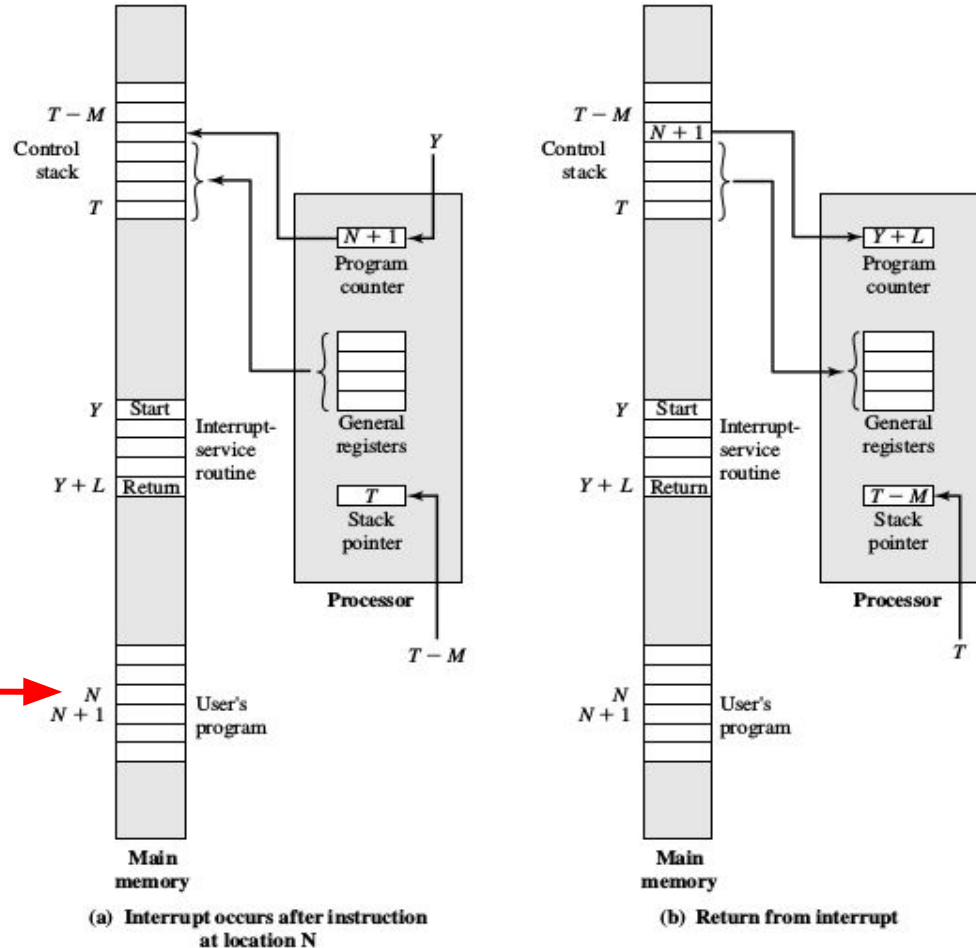 T − M
Control
stack
T
Y
Start
Interrupt-
service
routine
Y + L
Return
N
N + 1
User's
program
Main
memory
Y
N + 1
Program
counter
General
registers
T
Stack
pointer
Processor
T − M
(a) Interrupt occurs after instruction
at location N
T − M
N + 1
Control
stack
T
Y
Start
Interrupt-
service
routine
Y + L
Return
N
N + 1
User's
program
Main
memory
Y + L
Program
counter
General
registers
T − M
Stack
pointer
Processor
T
(b) Return from interrupt